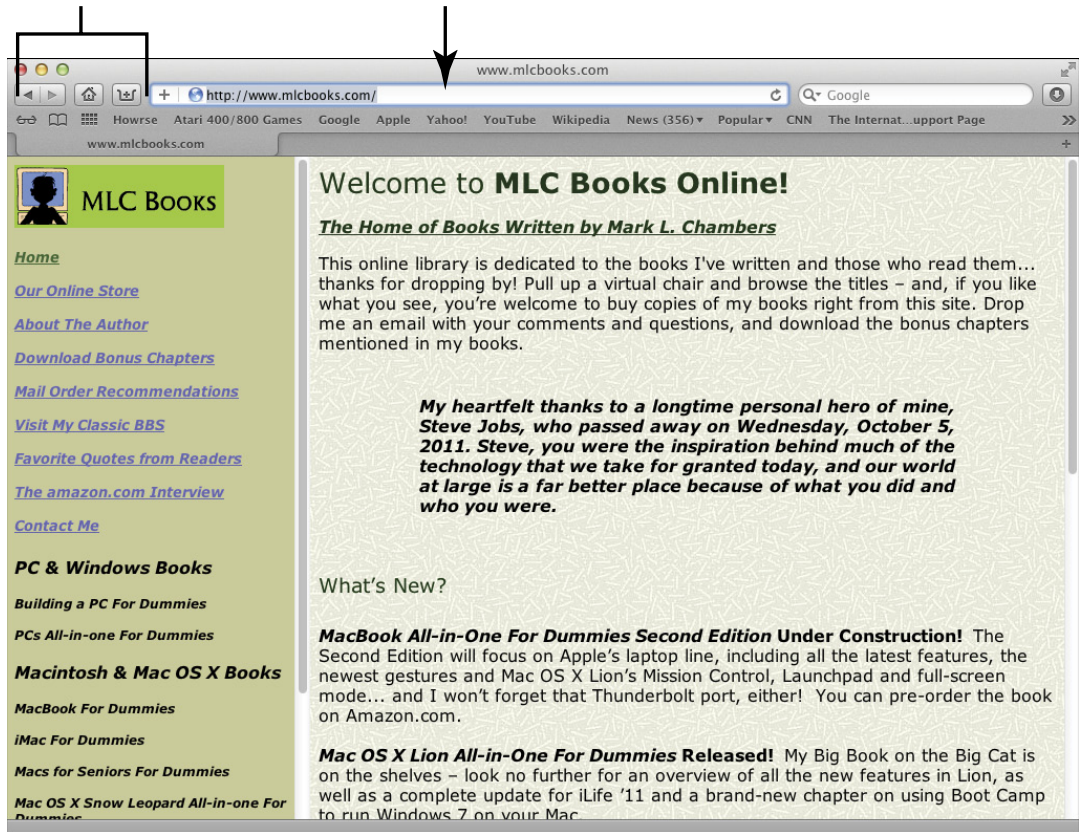 www.mlcbooks.com
http://www.mlcbooks.com/
Google
Howrse Atari 400/800 Games Google Apple Yahoo! YouTube Wikipedia News (356) Popular CNN The Internat...upport Page
www.mlcbooks.com
MLC BOOKS
Home
Our Online Store
About The Author
Download Bonus Chapters
Mail Order Recommendations
Visit My Classic BBS
Favorite Quotes from Readers
The amazon.com Interview
Contact Me
PC & Windows Books
Building a PC For Dummies
PCs All-in-one For Dummies
Macintosh & Mac OS X Books
MacBook For Dummies
iMac For Dummies
Macs for Seniors For Dummies
Mac OS X Snow Leopard All-in-one For
Dummies
Welcome to MLC Books Online!
The Home of Books Written by Mark L. Chambers
This online library is dedicated to the books I've written and those who read them...
thanks for dropping by! Pull up a virtual chair and browse the titles – and, if you like
what you see, you’re welcome to buy copies of my books right from this site. Drop
me an email with your comments and questions, and download the bonus chapters
mentioned in my books.
My heartfelt thanks to a longtime personal hero of mine,
Steve Jobs, who passed away on Wednesday, October 5,
2011. Steve, you were the inspiration behind much of the
technology that we take for granted today, and our world
at large is a far better place because of what you did and
who you were.
What’s New?
MacBook All-in-One For Dummies Second Edition Under Construction! The
Second Edition will focus on Apple’s laptop line, including all the latest features, the
newest gestures and Mac OS X Lion’s Mission Control, Launchpad and full-screen
mode... and I won’t forget that Thunderbolt port, either! You can pre-order the book
on Amazon.com.
Mac OS X Lion All-in-One For Dummies Released! My Big Book on the Big Cat is
on the shelves – look no further for an overview of all the new features in Lion, as
well as a complete update for iLife ’11 and a brand-new chapter on using Boot Camp
to run Windows 7 on your Mac.